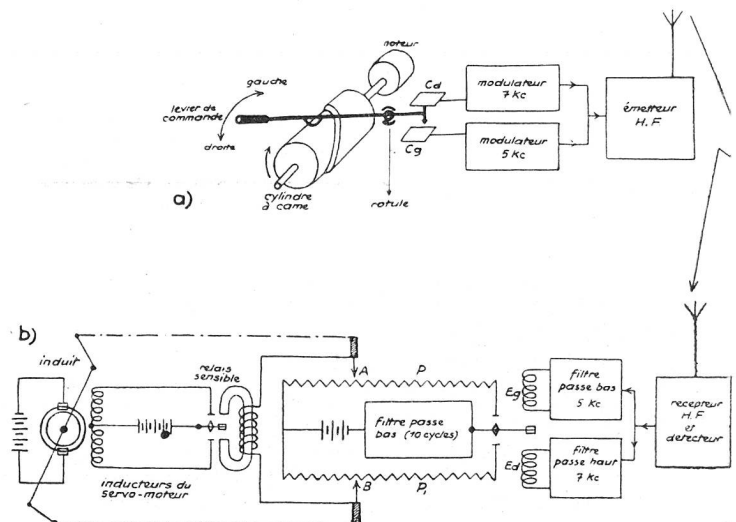 moteur
gauche
levier de
commande
droite
Cd
modulateur
7 Kc
émetteur
H.F
Cg
modulateur
5 Kc
cylindre
à came
rotule
a)
b)
induit
relais
sensible
A
P
Eg
filtre
passe bas
5 Kc
recepteur
H.F
et
detecteur
filtre passe
bas (10 cycles)
Ed
filtre
passe haut
7 Kc
inducteurs du
servo-moteur
B
P₁